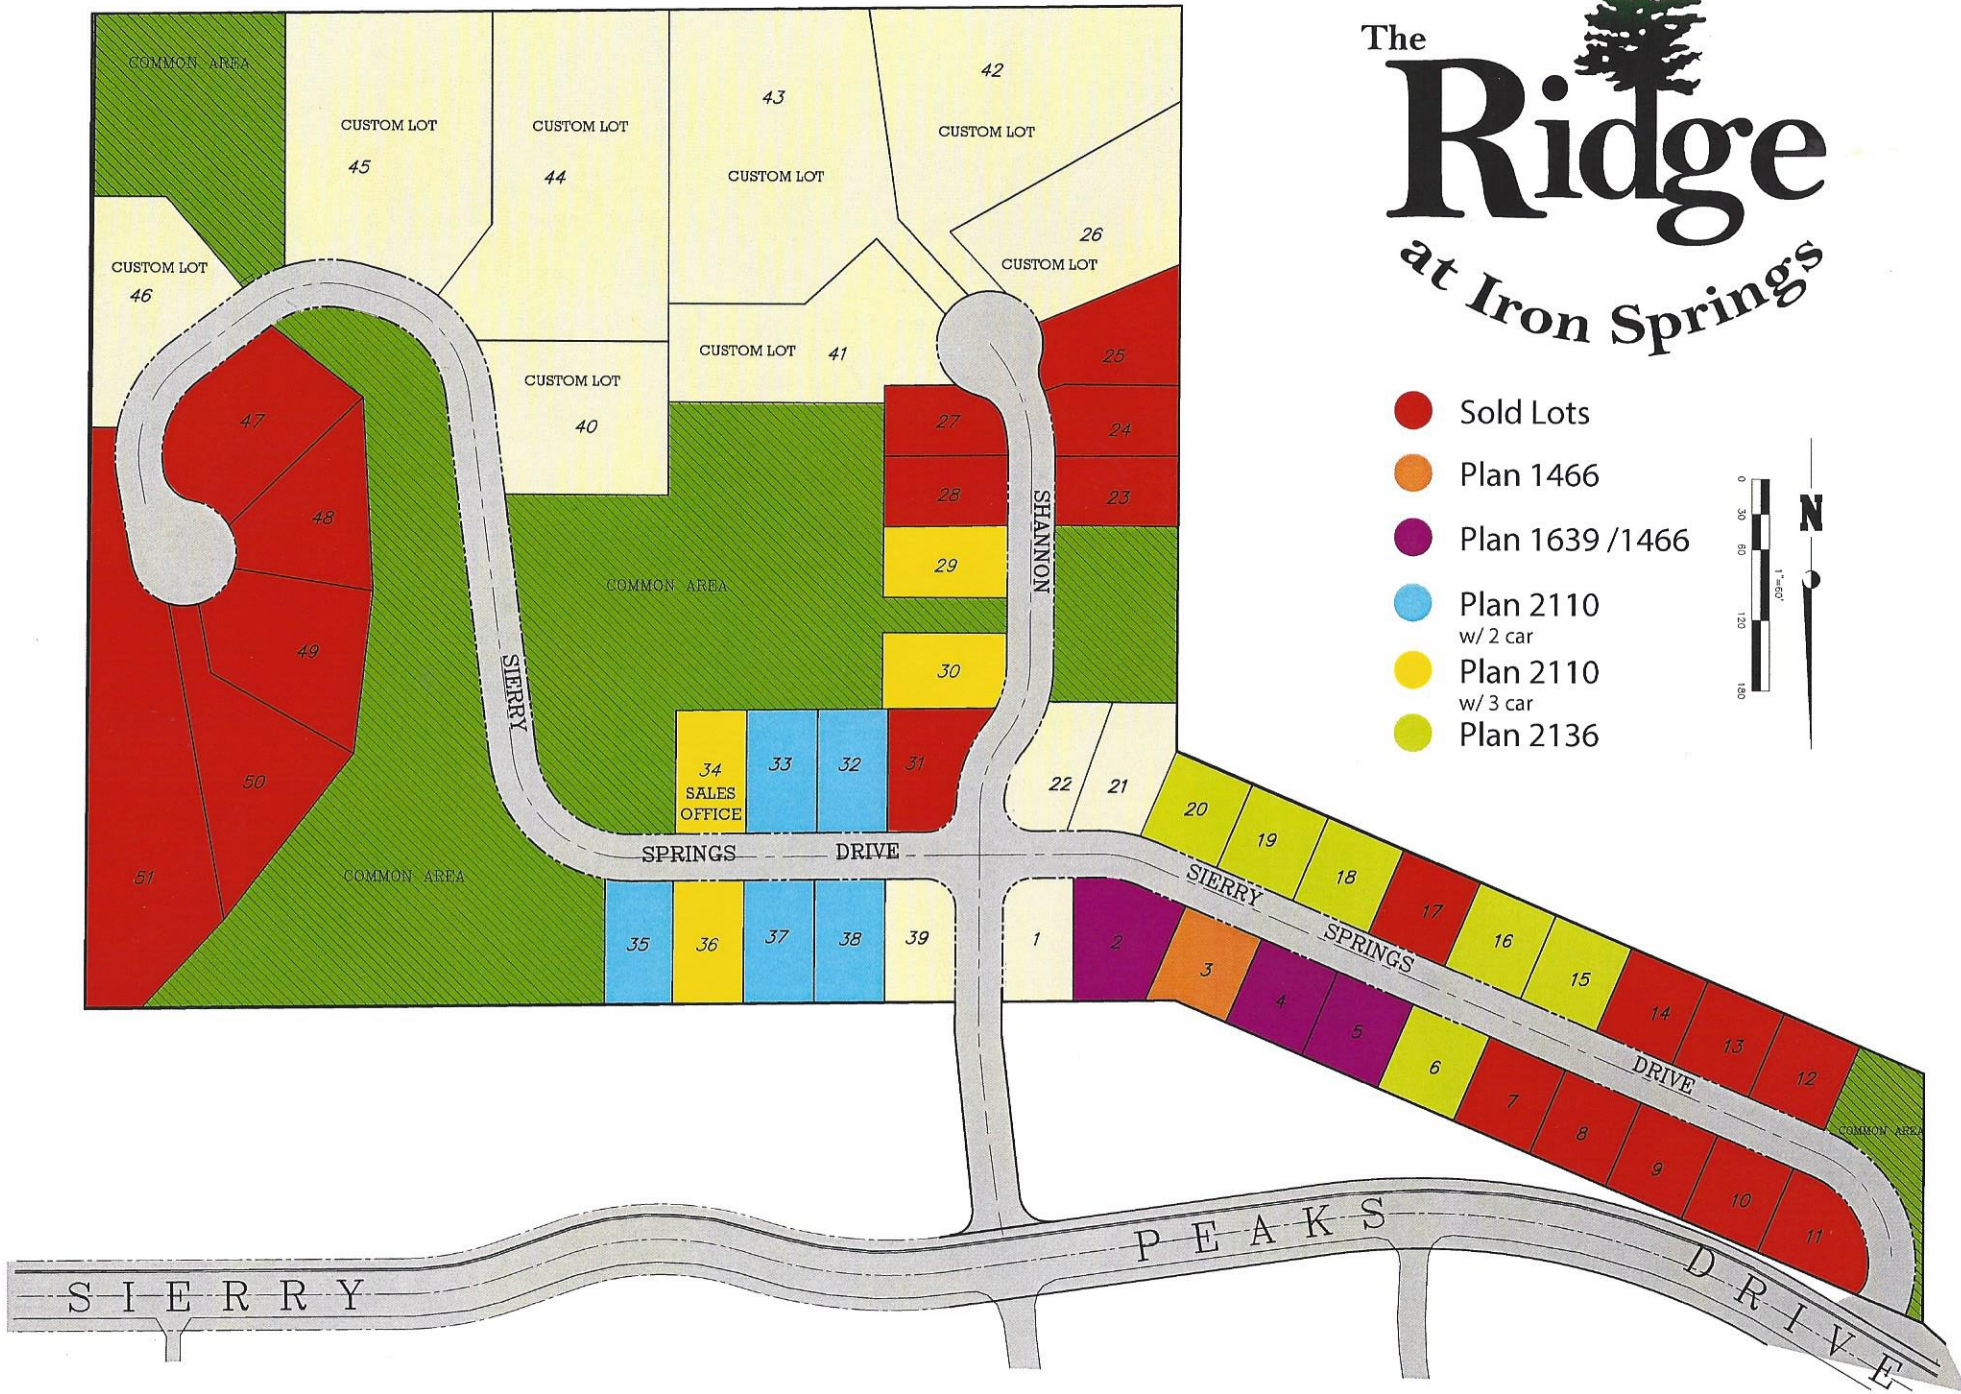 The
Ridge
at Iron Springs
Sold Lots
Plan 1466
Plan 1639 /1466
Plan 2110
w/ 2 car
Plan 2110
w/ 3 car
Plan 2136
N
0
30
60
120
180
1"=60'
COMMON AREA
CUSTOM LOT
45
CUSTOM LOT
44
43
CUSTOM LOT
42
CUSTOM LOT
26
CUSTOM LOT
CUSTOM LOT
46
CUSTOM LOT 41
CUSTOM LOT
40
25
27
24
28
23
29
30
SHANNON
47
48
49
50
51
COMMON AREA
SIERRY
34
SALES
OFFICE
33
32
31
22
21
20
19
18
17
16
15
14
13
12
COMMON AREA
SPRINGS DRIVE
SIERRY SPRINGS DRIVE
COMMON AREA
35
36
37
38
39
1
2
3
4
5
6
7
8
9
10
11
SIERRY PEAKS DRIVE